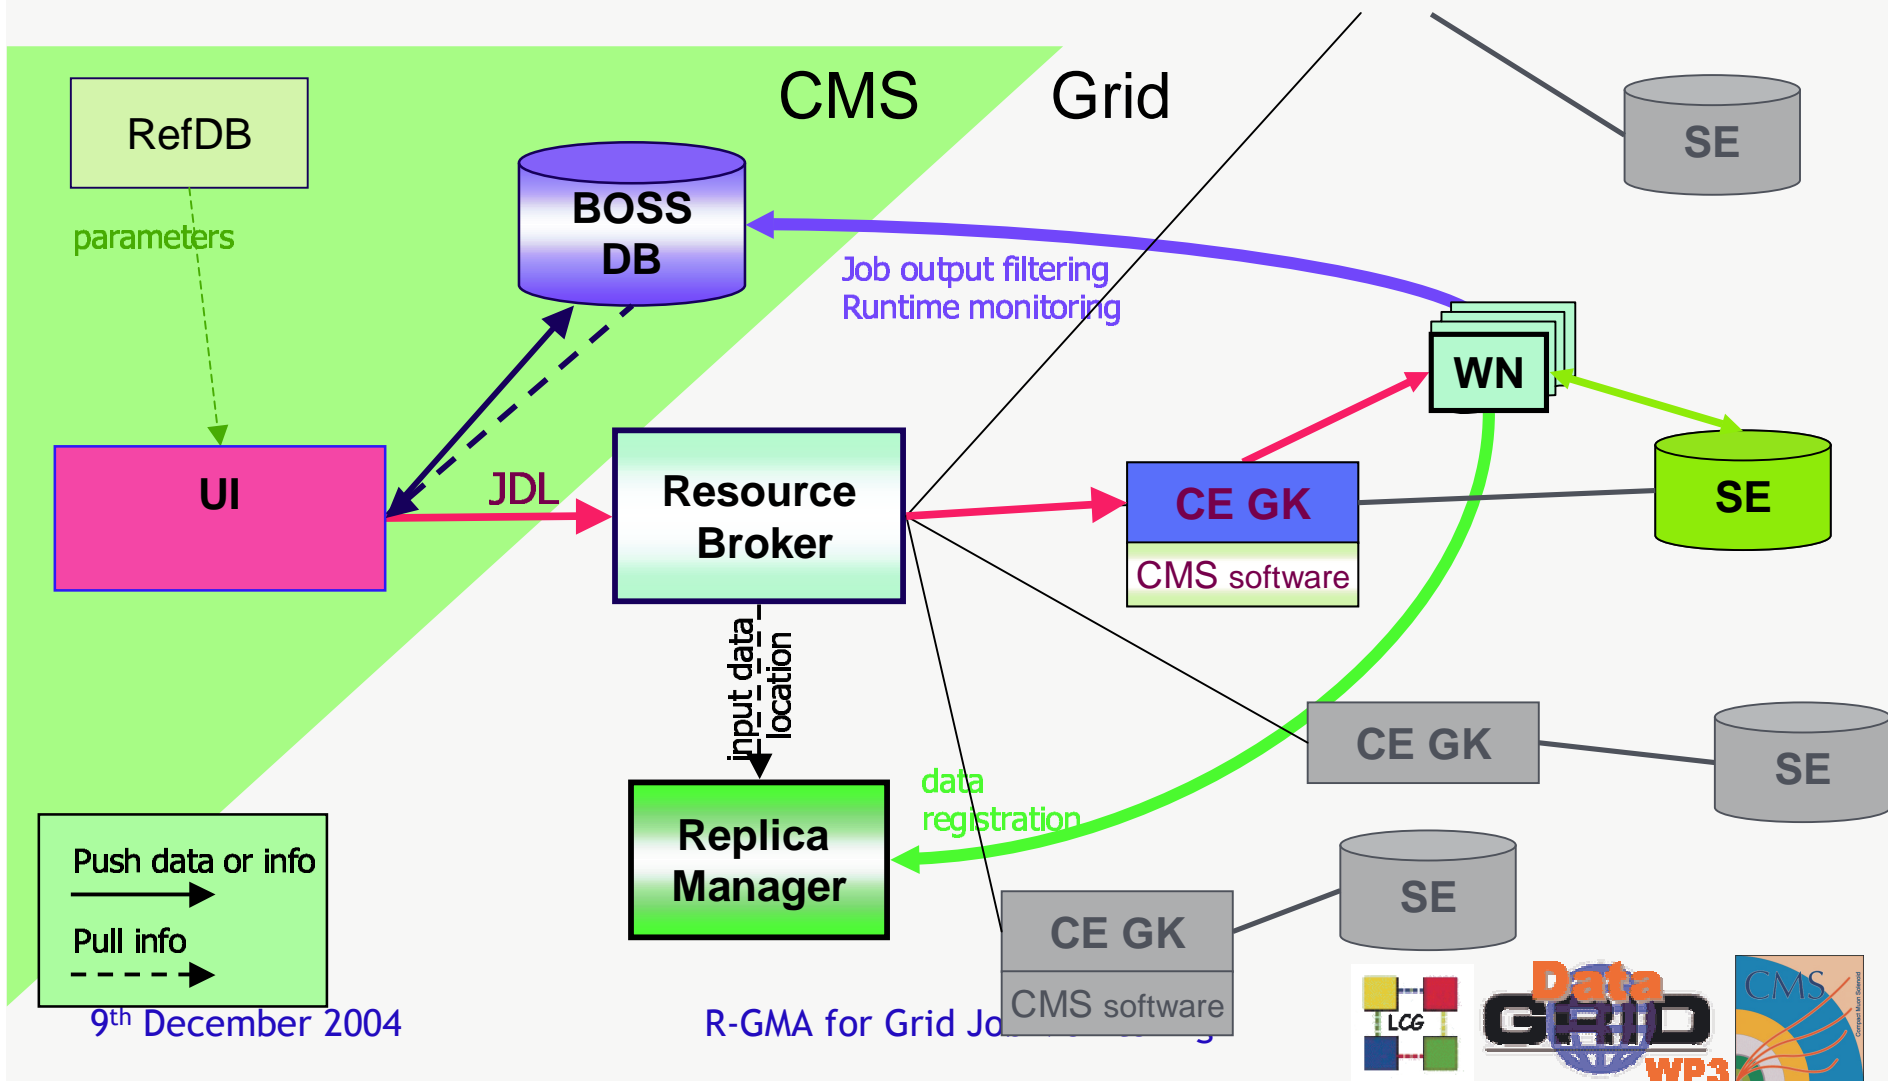 CMS Grid
RefDB
SE
parameters
BOSS
DB
Job output filtering
Runtime monitoring
WN
UI
JDL
Resource
Broker
CE GK
CMS software
SE
input data
location
CE GK
SE
data
registration
Replica
Manager
SE
CE GK
CMS software
Push data or info
Pull info
9th December 2004
R-GMA for Grid Jo
LCG
Data
GRID
WP3
CMS